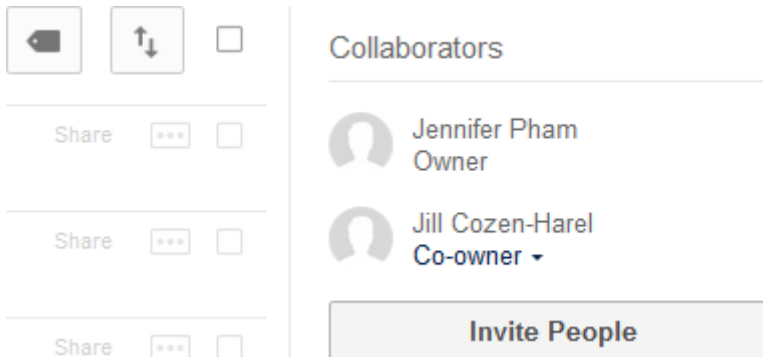 Collaborators
Share
Jennifer Pham
Owner
Share
Jill Cozen-Harel
Co-owner
Share
Invite People